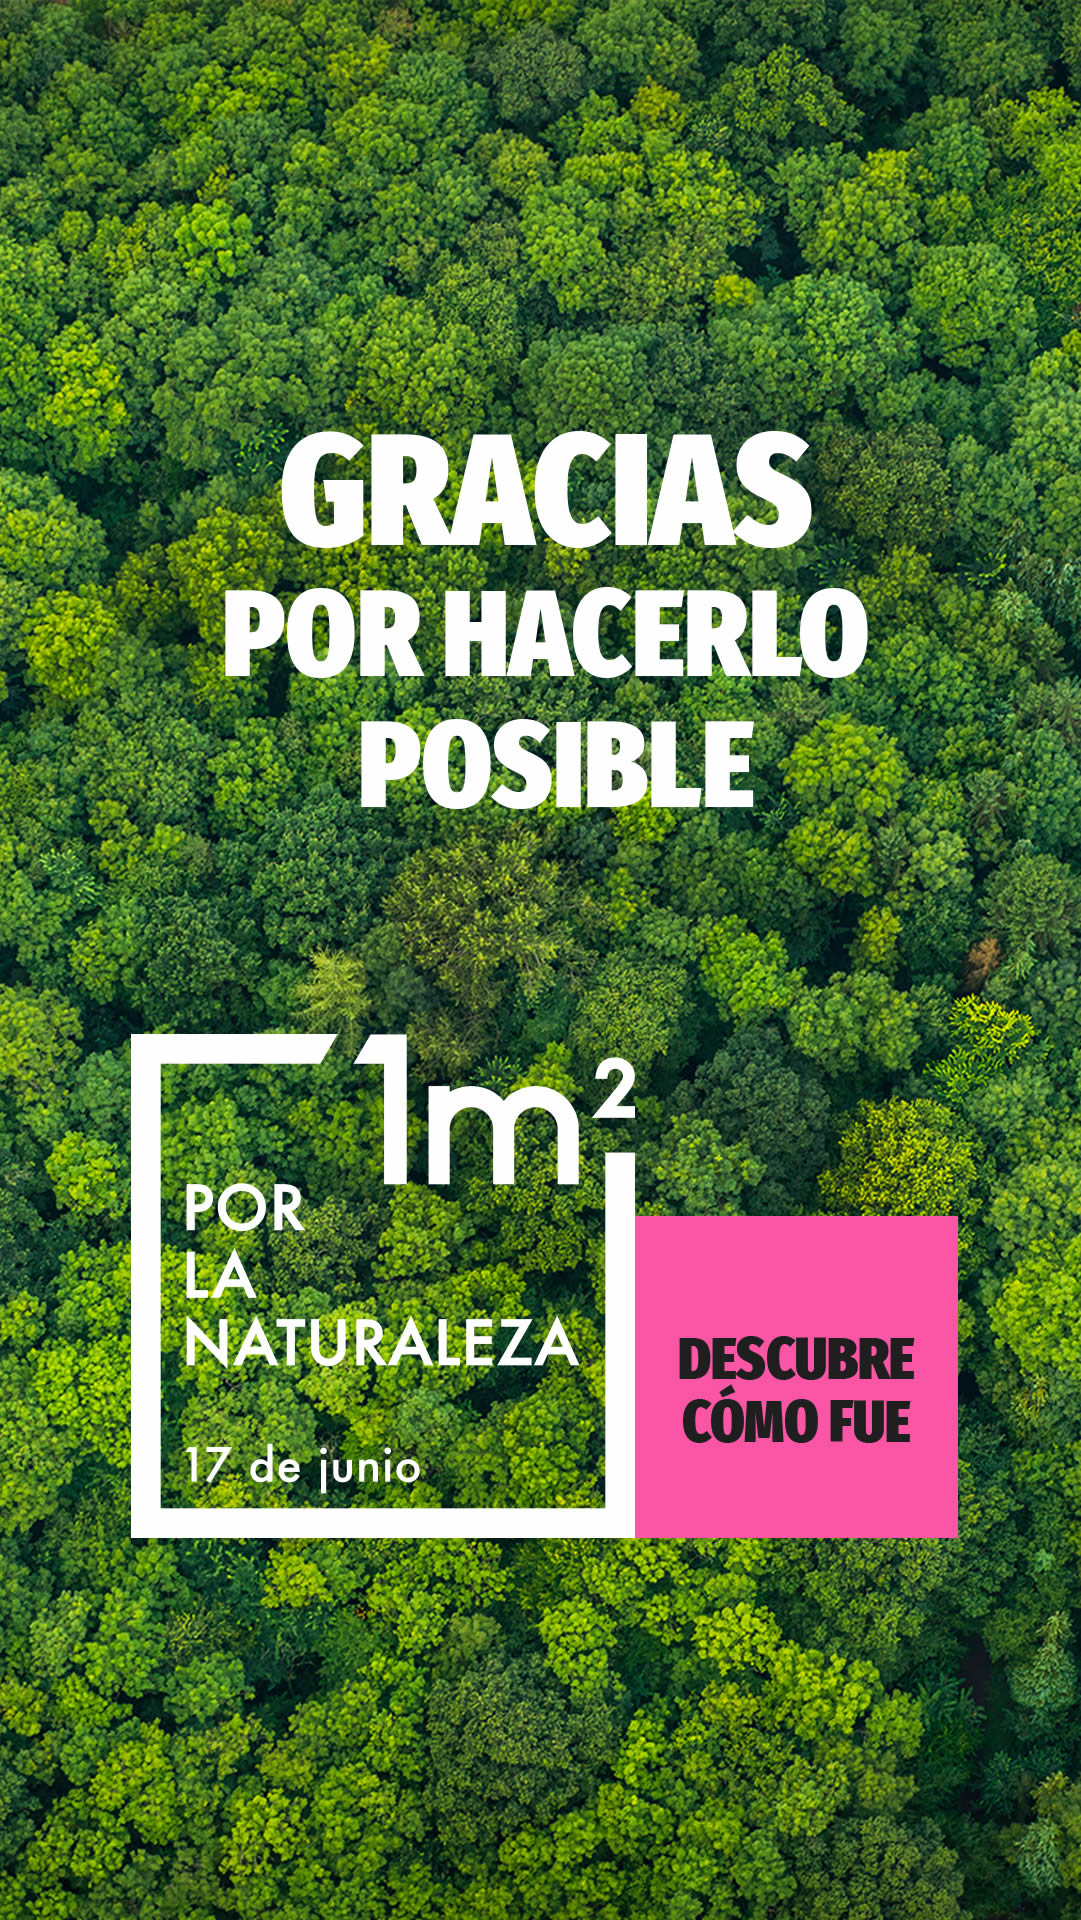 GRACIAS
POR HACERLO
POSIBLE
1m²
POR
LA
NATURALEZA
17 de junio
DESCUBRE
CÓMO FUE